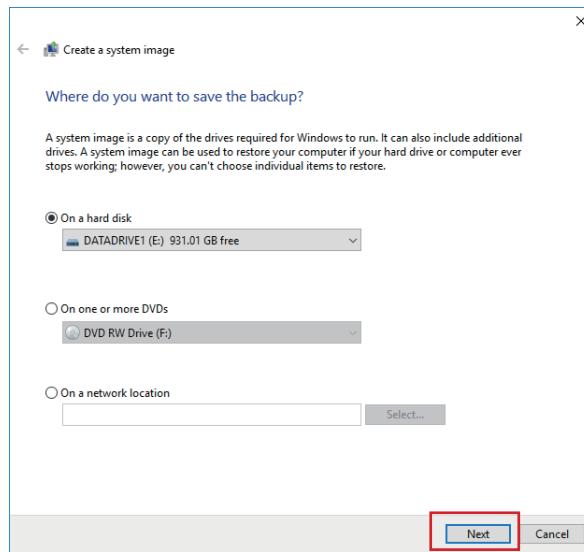 Create a system image
Where do you want to save the backup?
A system image is a copy of the drives required for Windows to run. It can also include additional
drives. A system image can be used to restore your computer if your hard drive or computer ever
stops working; however, you can't choose individual items to restore.
On a hard disk
DATADRIVE1 (E:) 931.01 GB free
On one or more DVDs
DVD RW Drive (F:)
On a network location
Select...
Next
Cancel